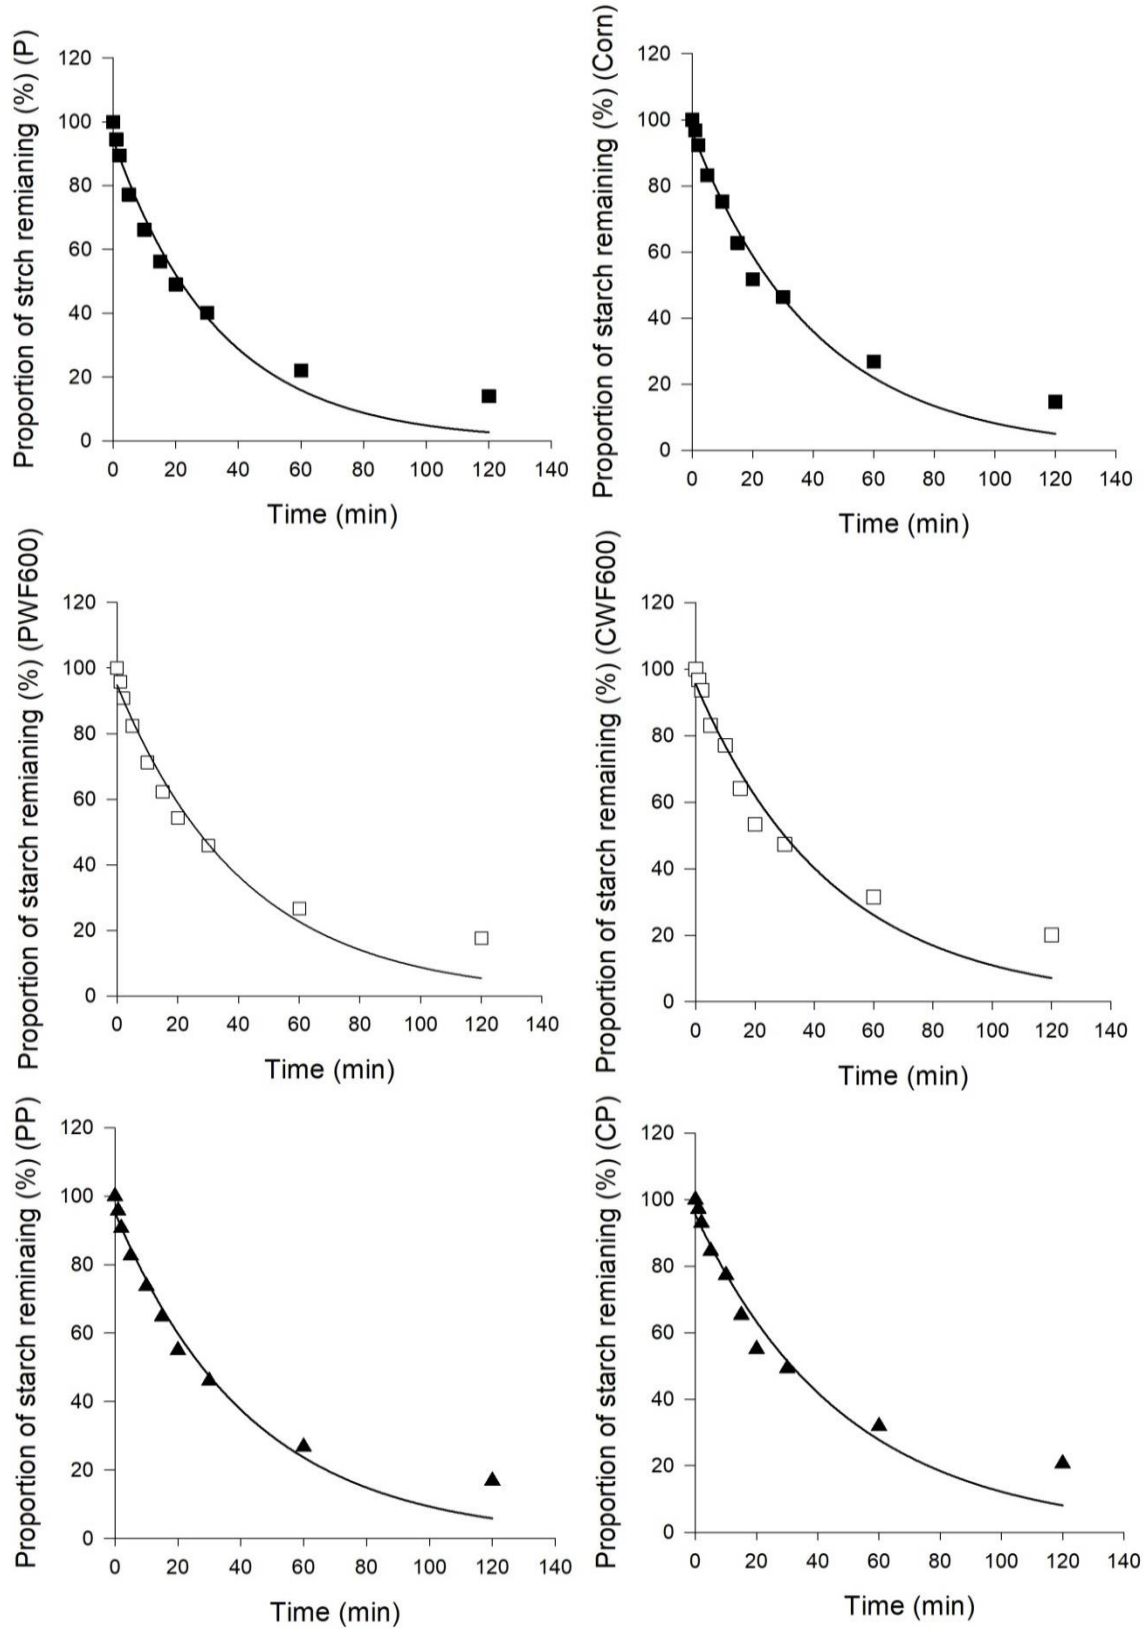 Proportion of strch remianing (%) (P)
120
100
80
60
40
20
0
0 20 40 60 80 100 120 140
Time (min)
Proportion of starch remaining (%) (Corn)
120
100
80
60
40
20
0
0 20 40 60 80 100 120 140
Time (min)
Proportion of starch remianing (%) (PWF600)
120
100
80
60
40
20
0
0 20 40 60 80 100 120 140
Time (min)
Proportion of starch remaining (%) (CWF600)
120
100
80
60
40
20
0
0 20 40 60 80 100 120 140
Time (min)
Proportion of starch reminaing (%) (PP)
120
100
80
60
40
20
0
0 20 40 60 80 100 120 140
Time (min)
Proportion of starch remianing (%) (CP)
120
100
80
60
40
20
0
0 20 40 60 80 100 120 140
Time (min)